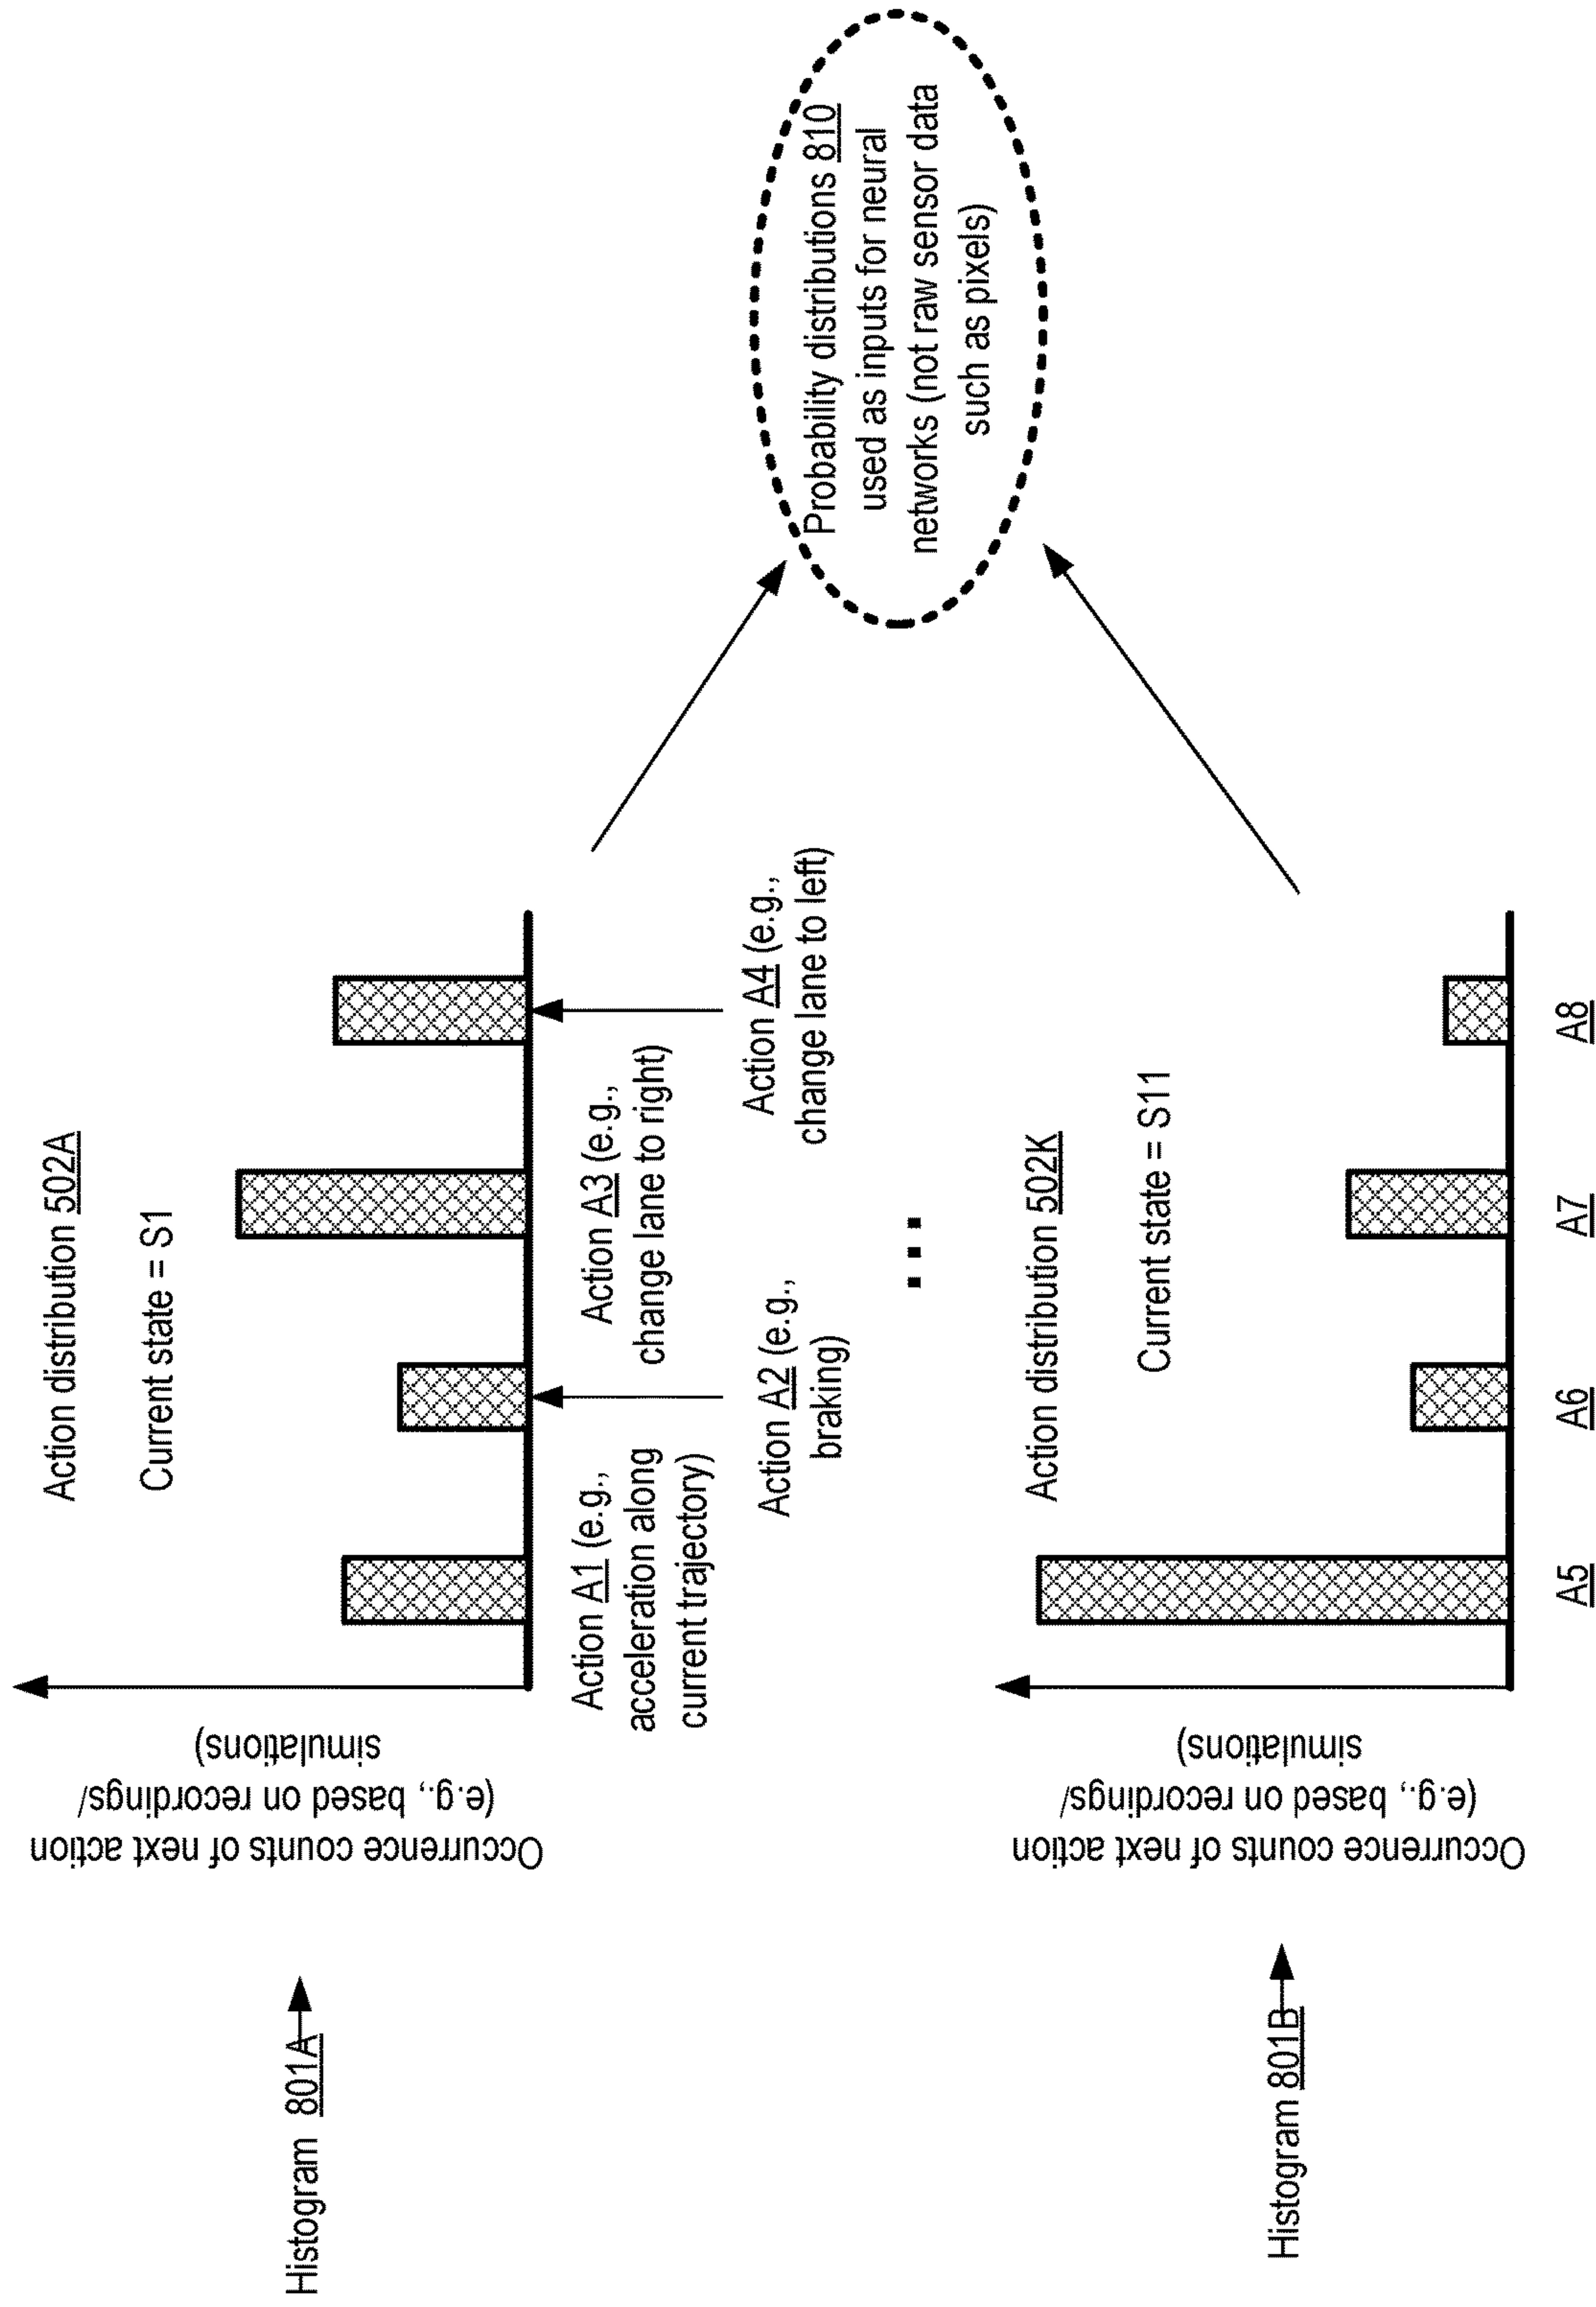 Action distribution 502A
Current state = S1
Histogram 801A
Occurrence counts of next action
(e.g., based on recordings/
simulations)
Action A1 (e.g.,
acceleration along
current trajectory)
Action A2 (e.g.,
braking)
Action A3 (e.g.,
change lane to right)
Action A4 (e.g.,
change lane to left)
Probability distributions 810
used as inputs for neural
networks (not raw sensor data
such as pixels)
Action distribution 502K
Current state = S11
Histogram 801B
Occurrence counts of next action
(e.g., based on recordings/
simulations)
A5
A6
A7
A8